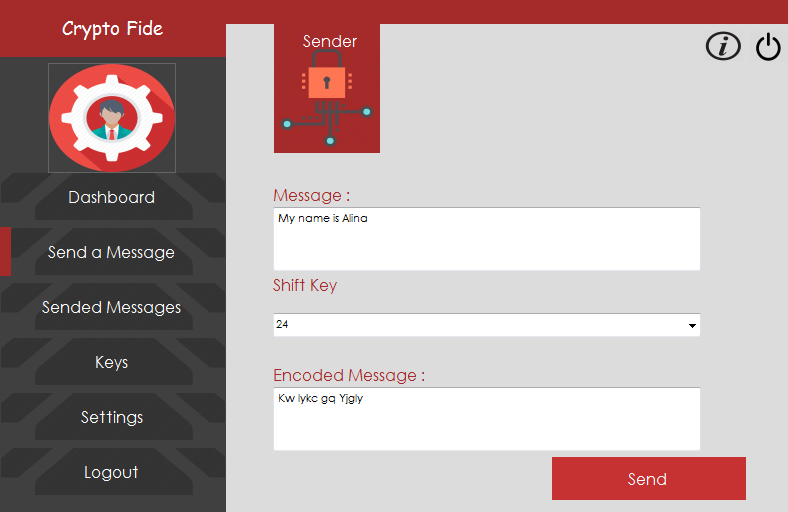 Crypto Fide
Sender
Dashboard
Send a Message
Sended Messages
Keys
Settings
Logout
Message :
My name is Alina
Shift Key
24
Encoded Message :
Kw lykc gq Yjgly
Send